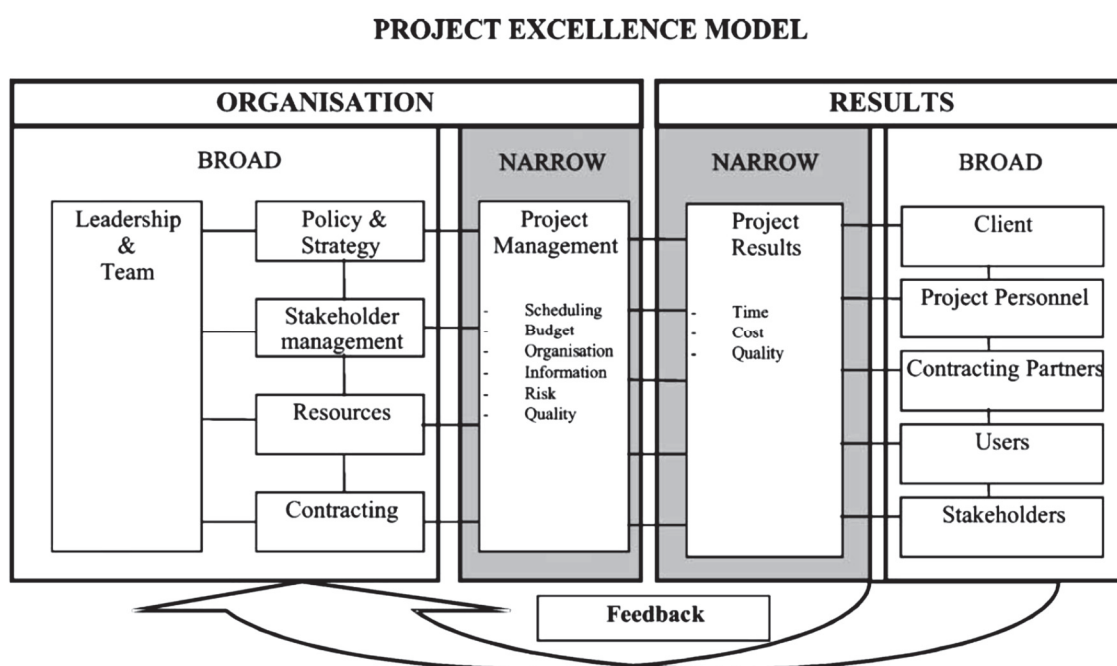 PROJECT EXCELLENCE MODEL
ORGANISATION
RESULTS
BROAD
NARROW
NARROW
BROAD
Leadership
&
Team
Policy &
Strategy
Stakeholder
management
Resources
Contracting
Project
Management
- Scheduling
- Budget
- Organisation
- Information
- Risk
- Quality
Project
Results
- Time
- Cost
- Quality
Client
Project Personnel
Contracting Partners
Users
Stakeholders
Feedback